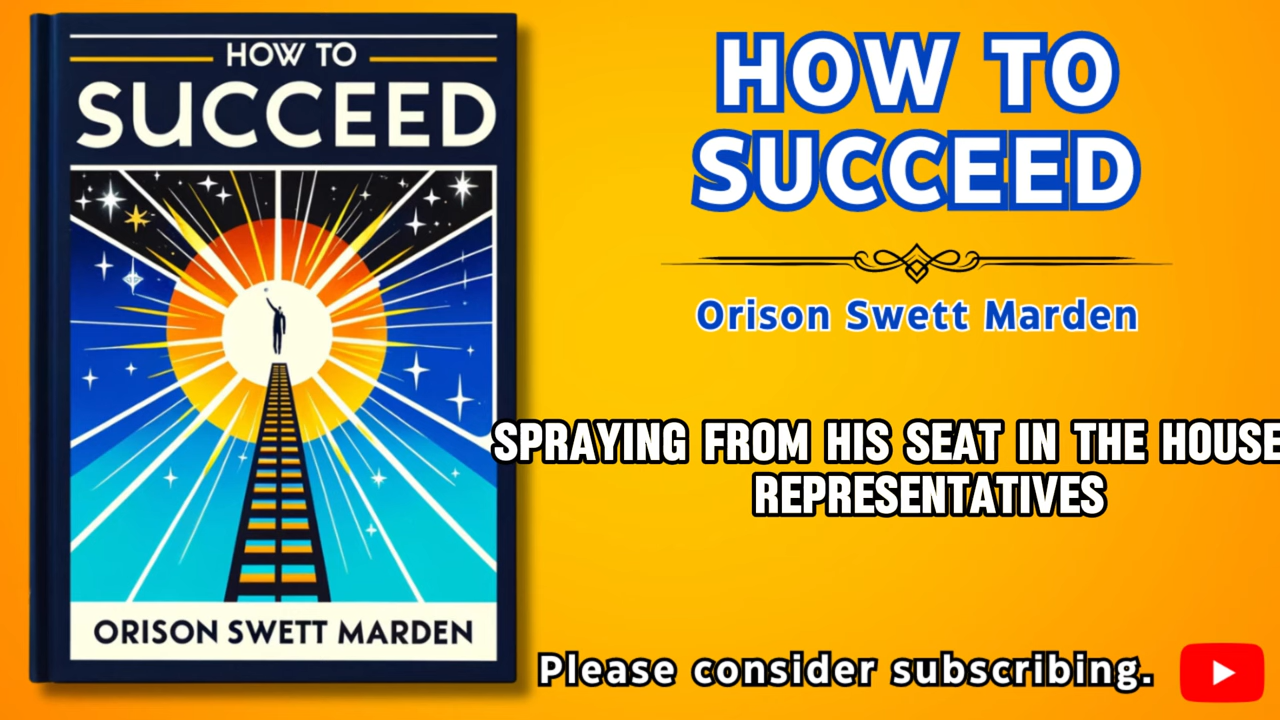 HOW TO
SUCCEED
ORISON SWETT MARDEN
HOW TO
SUCCEED
Orison Swett Marden
SPRAYING FROM HIS SEAT IN THE HOUSE
REPRESENTATIVES
Please consider subscribing.